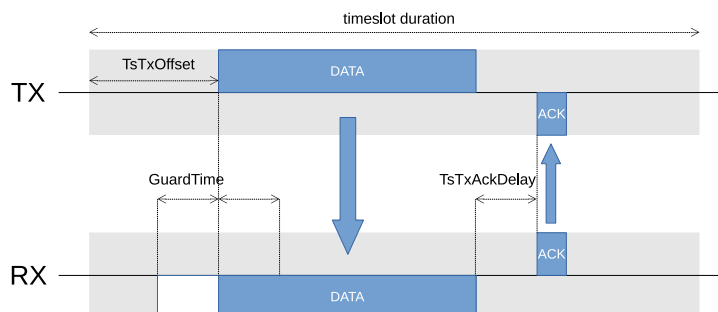 timeslot duration
TsTxOffset
DATA
TX
ACK
GuardTime
TsTxAckDelay
ACK
RX
DATA